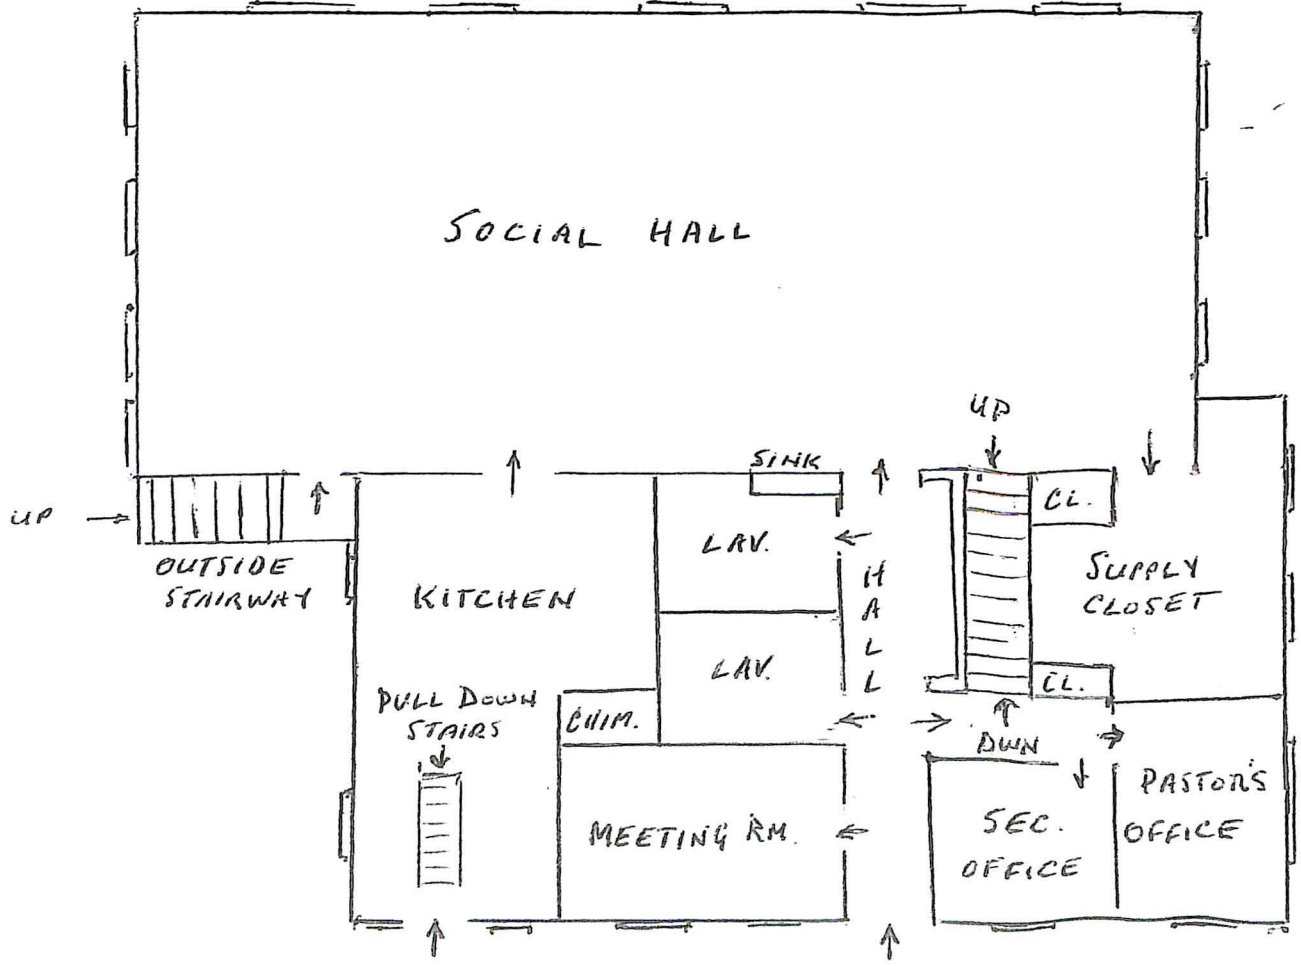 SOCIAL HALL
UP
SINK
CL.
UP
LAV.
OUTSIDE
STAIRWAY
KITCHEN
HALL
SUPPLY
CLOSET
LAV.
CL.
PULL DOWN
STAIRS
CHIM.
DWN
PASTOR'S
OFFICE
MEETING RM.
SEC.
OFFICE